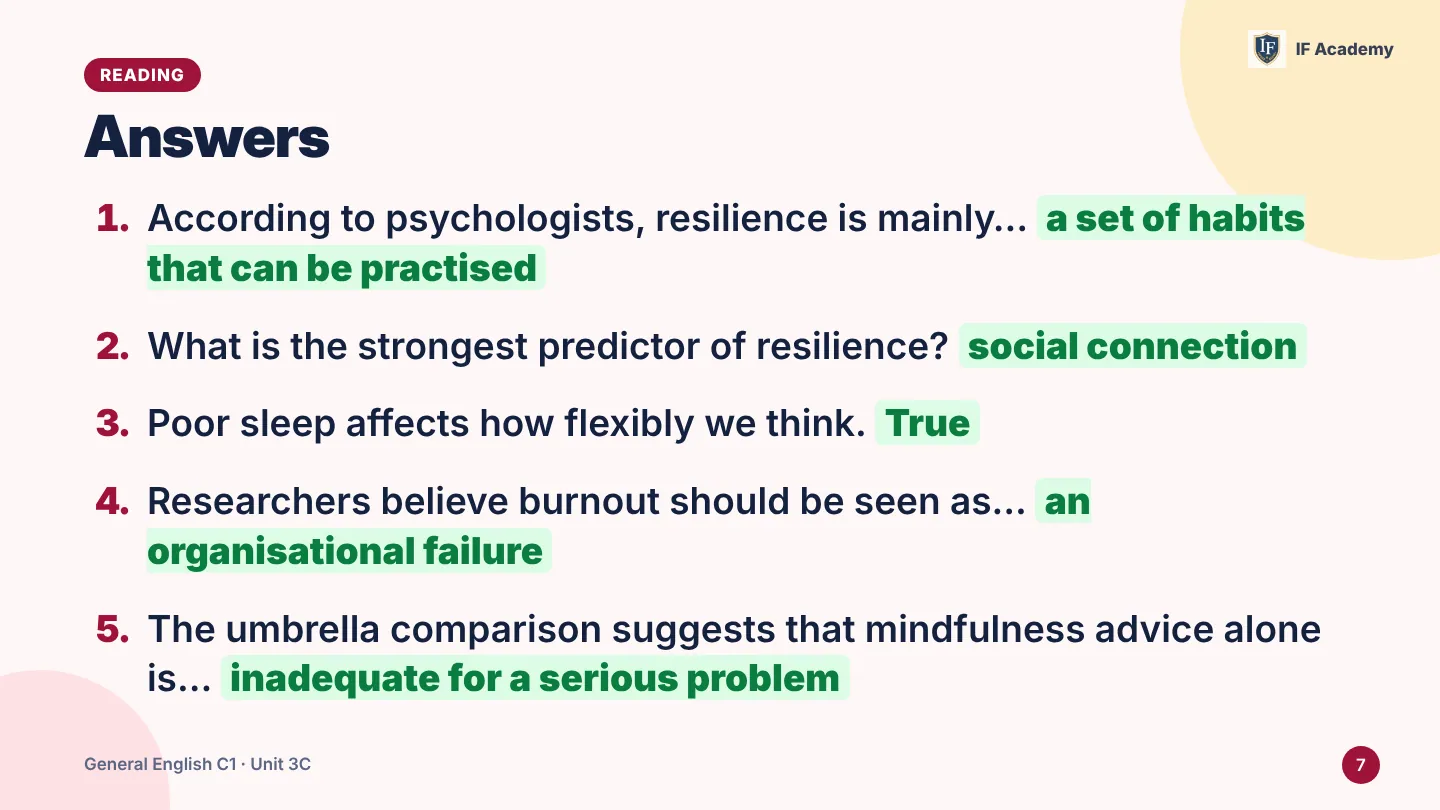 IF
IF Academy
READING
Answers
1. According to psychologists, resilience is mainly... a set of habits
that can be practised
2. What is the strongest predictor of resilience? social connection
3. Poor sleep affects how flexibly we think. True
4. Researchers believe burnout should be seen as... an
organisational failure
5. The umbrella comparison suggests that mindfulness advice alone
is... inadequate for a serious problem
General English C1 · Unit 3C
7